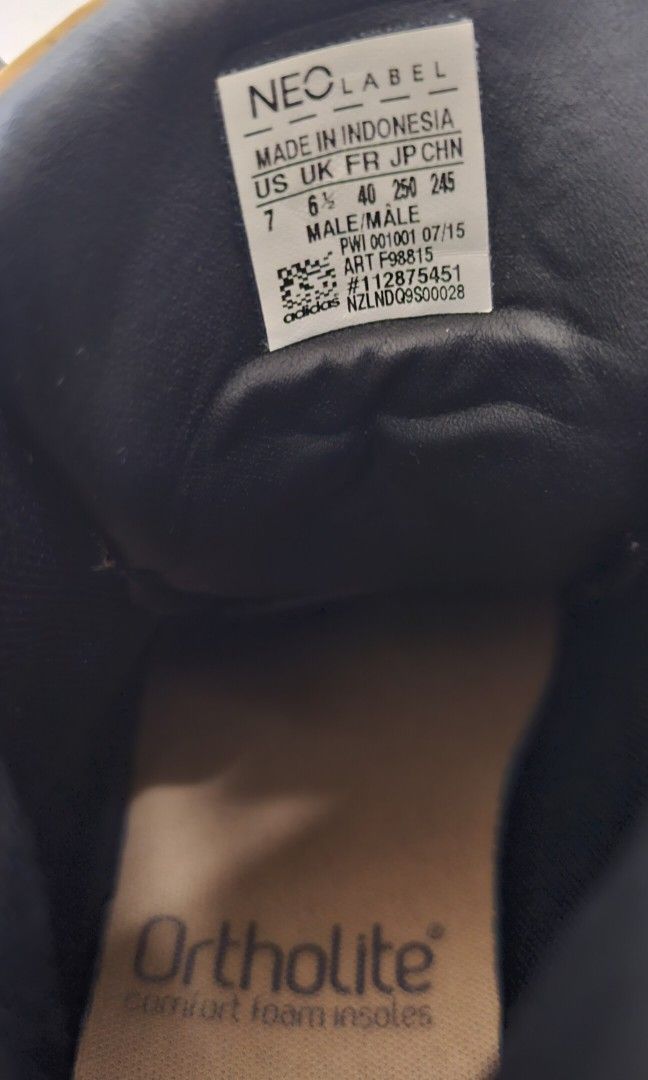 NEO LABEL
MADE IN INDONESIA
US UK FR JP CHN
7 6½ 40 250 245
MALE/MÂLE
PWI 001001 07/15
ART F98815
#112875451
adidas NZLNDQ9S00028
Ortholite®
comfort foam insoles